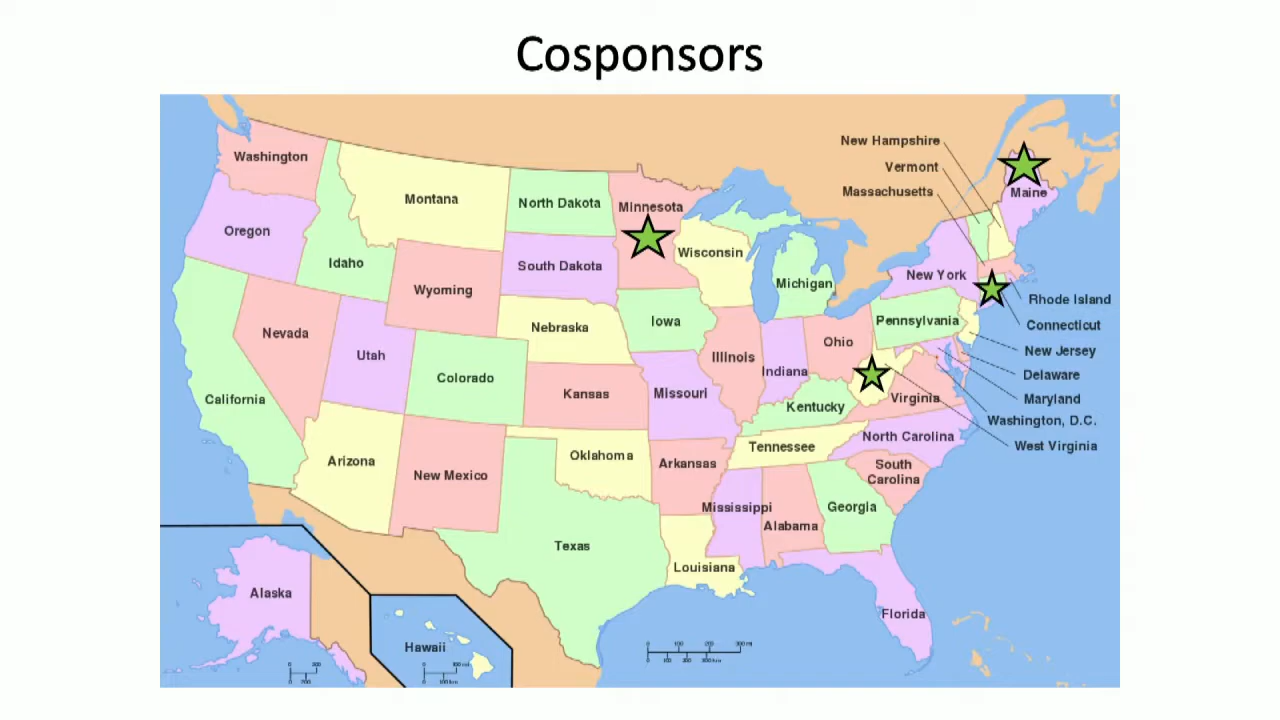 Cosponsors
New Hampshire
Washington
Vermont
Massachusetts
Montana
North Dakota
Minnesota
Maine
Oregon
Wisconsin
Idaho
South Dakota
New York
Michigan
Wyoming
Rhode Island
Iowa
Pennsylvania
Connecticut
Nebraska
Nevada
Ohio
New Jersey
Utah
Illinois
Indiana
Delaware
Colorado
Kansas
Missouri
California
Virginia
Maryland
Kentucky
Washington, D.C.
North Carolina
Tennessee
West Virginia
Arizona
Oklahoma
Arkansas
South
Carolina
New Mexico
Mississippi
Georgia
Alabama
Texas
Louisiana
Alaska
Florida
Hawaii